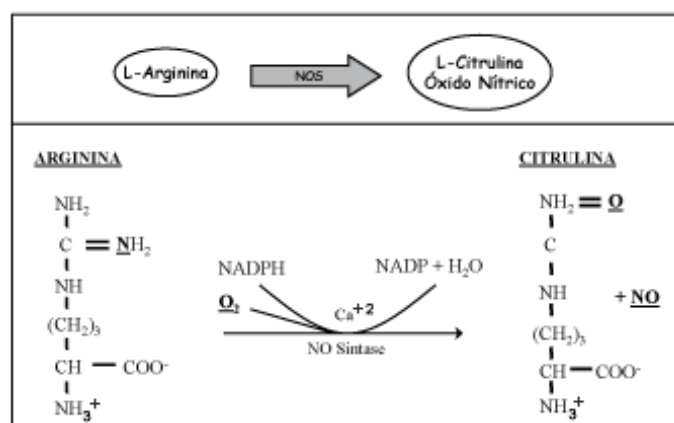 L-Arginina
NOS
L-Citrulina
Óxido Nítrico
ARGININA
NH₂
C = NH₂
NH
(CH₂)₃
CH — COO⁻
NH₃⁺
NADPH
NADP + H₂O
O₂
Ca⁺²
NO Sintase
CITRULINA
NH₂ = O
C
NH
+ NO
(CH₂)₃
CH — COO⁻
NH₃⁺